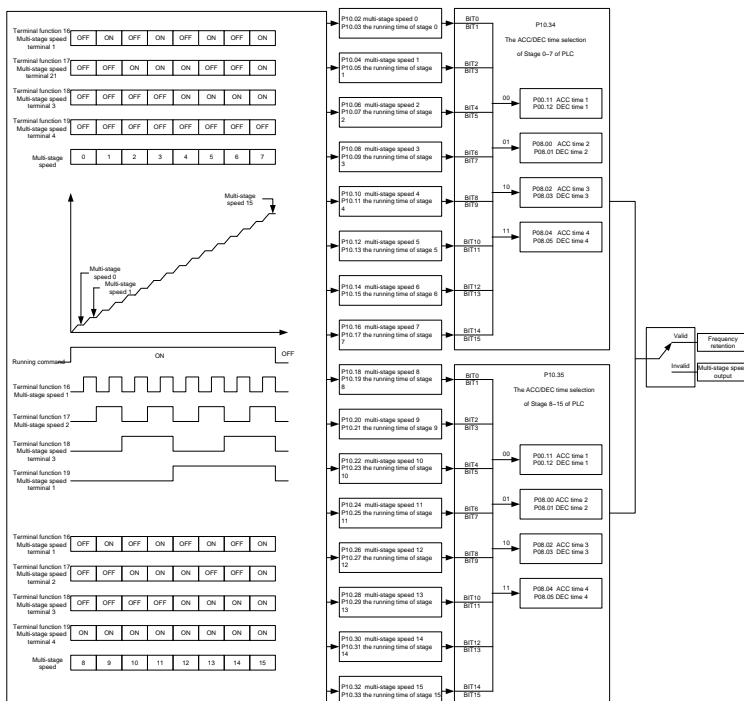 Terminal function 16
Multi-stage speed
terminal 1
OFF ON OFF ON OFF ON OFF ON
Terminal function 17
Multi-stage speed
terminal 21
OFF OFF ON ON OFF OFF ON ON
Terminal function 18
Multi-stage speed
terminal 3
OFF OFF OFF OFF ON ON ON ON
Terminal function 19
Multi-stage speed
terminal 4
OFF OFF OFF OFF OFF OFF OFF OFF
Multi-stage
speed
0 1 2 3 4 5 6 7
Multi-stage
speed 15
Multi-stage
speed 0
Multi-stage
speed 1
Running command
ON
OFF
Terminal function 16
Multi-stage speed 1
Terminal function 17
Multi-stage speed 2
Terminal function 18
Multi-stage speed
terminal 3
Terminal function 19
Multi-stage speed
terminal 1
Terminal function 16
Multi-stage speed
terminal 1
OFF ON OFF ON OFF ON OFF ON
Terminal function 17
Multi-stage speed
terminal 2
OFF OFF ON ON OFF OFF ON ON
Terminal function 18
Multi-stage speed
terminal 3
OFF OFF OFF OFF ON ON ON ON
Terminal function 19
Multi-stage speed
terminal 4
ON ON ON ON ON ON ON ON
Multi-stage
speed
8 9 10 11 12 13 14 15
P10.02 multi-stage speed 0
P10.03 the running time of stage 0
P10.04 multi-stage speed 1
P10.05 the running time of stage
1
P10.06 multi-stage speed 2
P10.07 the running time of stage
2
P10.08 multi-stage speed 3
P10.09 the running time of stage
3
P10.10 multi-stage speed 4
P10.11 the running time of stage
4
P10.12 multi-stage speed 5
P10.13 the running time of stage 5
P10.14 multi-stage speed 6
P10.15 the running time of stage 6
P10.16 multi-stage speed 7
P10.17 the running time of stage
7
P10.18 multi-stage speed 8
P10.19 the running time of stage
8
P10.20 multi-stage speed 9
P10.21 the running time of stage 9
P10.22 multi-stage speed 10
P10.23 the running time of stage
10
P10.24 multi-stage speed 11
P10.25 the running time of stage
11
P10.26 multi-stage speed 12
P10.27 the running time of stage
12
P10.28 multi-stage speed 13
P10.29 the running time of stage
13
P10.30 multi-stage speed 14
P10.31 the running time of stage
14
P10.32 multi-stage speed 15
P10.33 the running time of stage 15
BIT0
BIT1
BIT2
BIT3
BIT4
BIT5
BIT6
BIT7
BIT8
BIT9
BIT10
BIT11
BIT12
BIT13
BIT14
BIT15
P10.34
The ACC/DEC time selection
of Stage 0–7 of PLC
00
P00.11 ACC time 1
P00.12 DEC time 1
01
P08.00 ACC time 2
P08.01 DEC time 2
10
P08.02 ACC time 3
P08.03 DEC time 3
11
P08.04 ACC time 4
P08.05 DEC time 4
BIT0
BIT1
BIT2
BIT3
BIT4
BIT5
BIT6
BIT7
BIT8
BIT9
BIT10
BIT11
BIT12
BIT13
BIT14
BIT15
P10.35
The ACC/DEC time selection
of Stage 8–15 of PLC
00
P00.11 ACC time 1
P00.12 DEC time 1
01
P08.00 ACC time 2
P08.01 DEC time 2
10
P08.02 ACC time 3
P08.03 DEC time 3
11
P08.04 ACC time 4
P08.05 DEC time 4
Valid
Invalid
Frequency
retention
Multi-stage speed
output